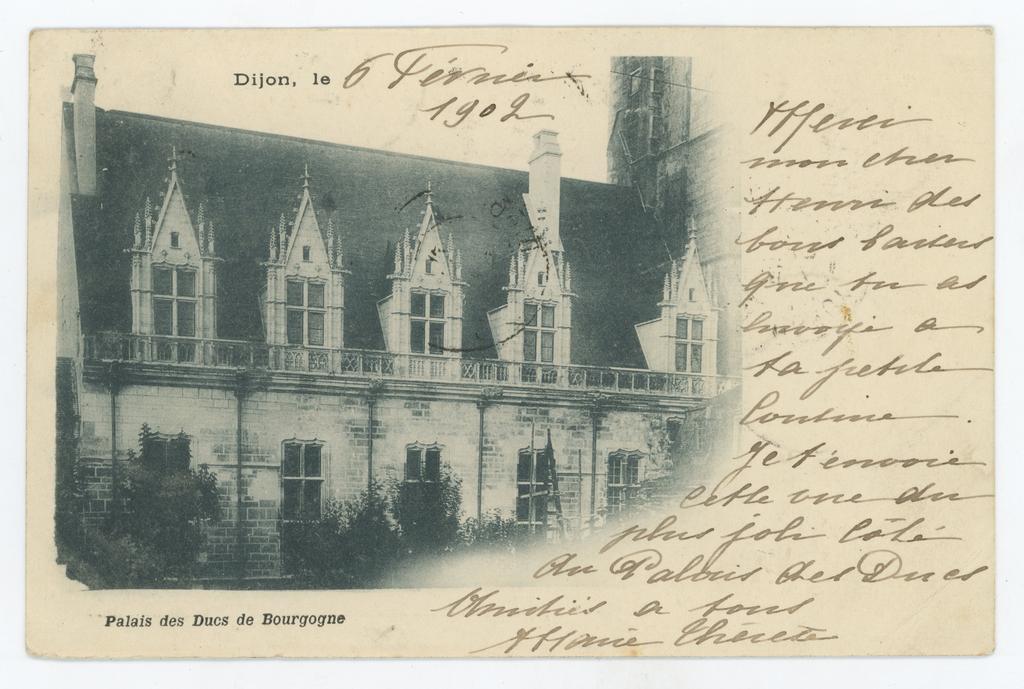 Dijon, le 6 Février
1902
Merci
mon cher
Henri des
bons baisers
que tu as
envoyé a
ta petite
Cousine
Je t'envoie
cette vue du
plus joli côté
du Palais des Ducs
Amitiés a tous
Marie Thérèse
Palais des Ducs de Bourgogne